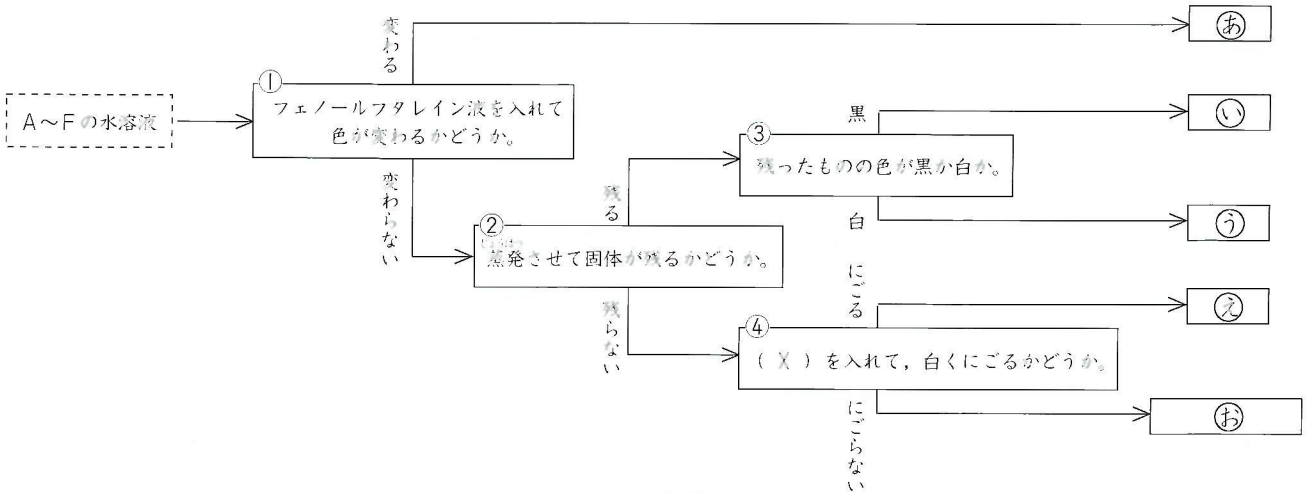 変わる
あ
A～Fの水溶液
①
フェノールフタレイン液を入れて
色が変わるかどうか。
変わらない
②
じょうはつ
蒸発させて固体が残るかどうか。
残る
残らない
③
残ったものの色が黒か白か。
黒
い
白
う
④
( X ) を入れて，白くにごるかどうか。
にごる
え
にごらない
お